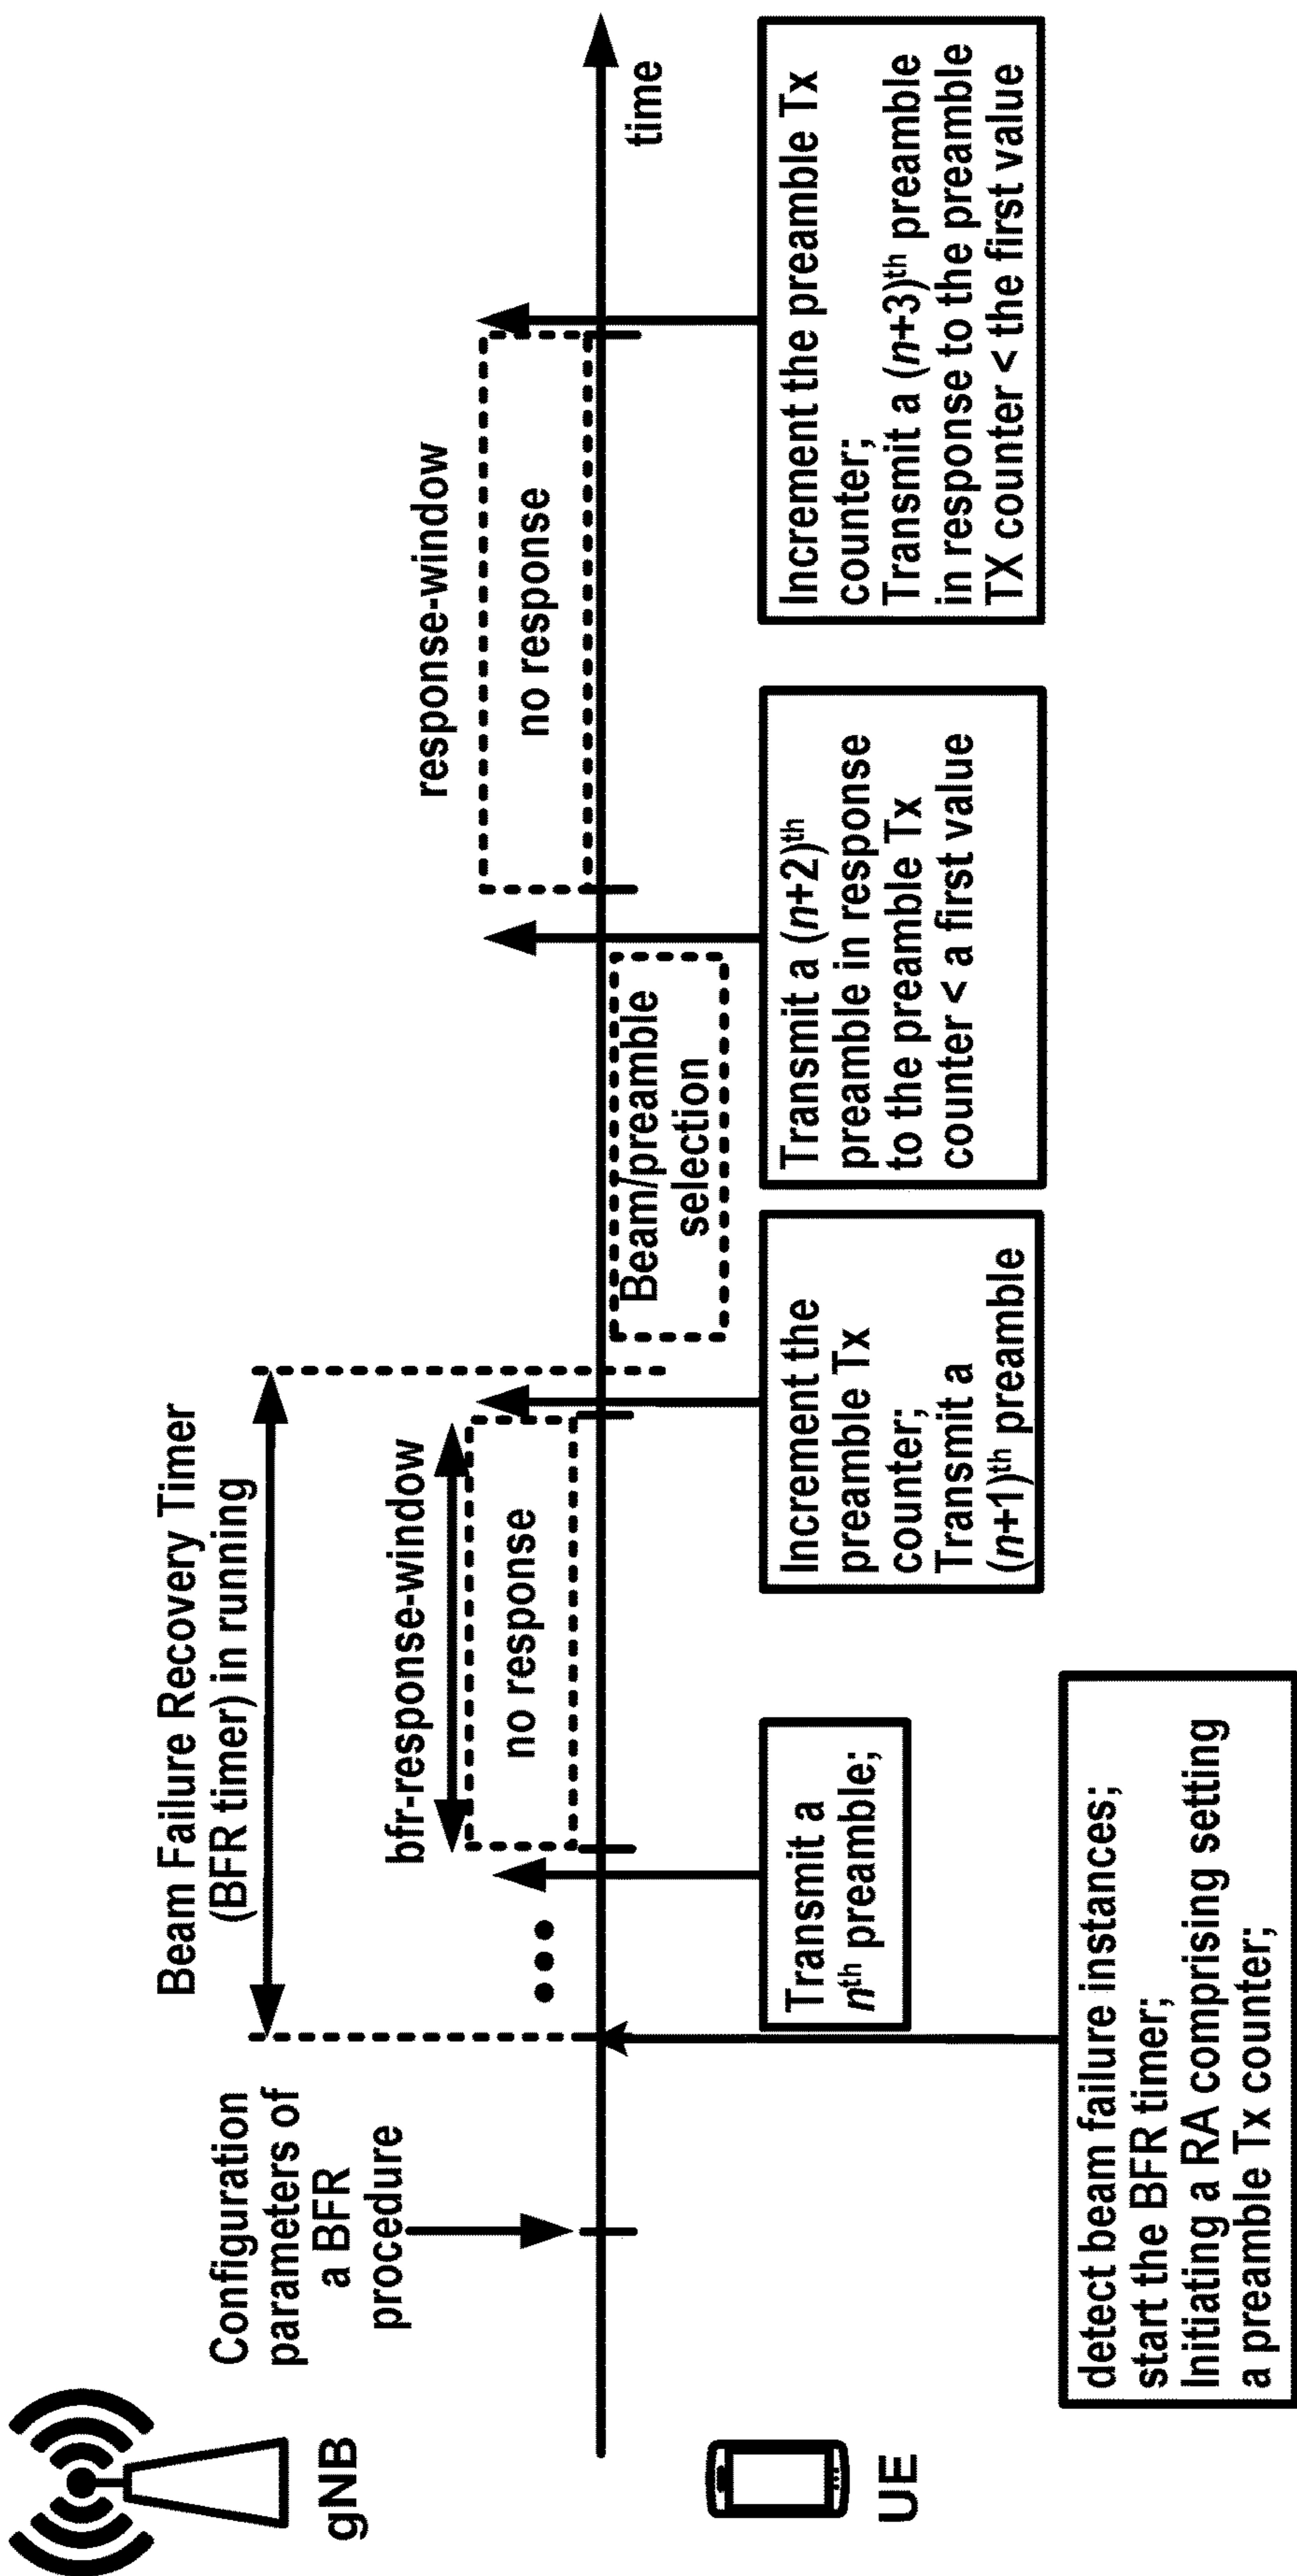 gNB
UE
Configuration
parameters of
a BFR
procedure
Beam Failure Recovery Timer
(BFR timer) in running
bfr-response-window
no response
response-window
no response
time
Beam/preamble
selection
detect beam failure instances;
start the BFR timer;
Initiating a RA comprising setting
a preamble Tx counter;
Transmit a
nth preamble;
Increment the
preamble Tx
counter;
Transmit a
(n+1)th preamble
Transmit a (n+2)th
preamble in response
to the preamble Tx
counter < a first value
Increment the preamble Tx
counter;
Transmit a (n+3)th preamble
in response to the preamble
TX counter < the first value